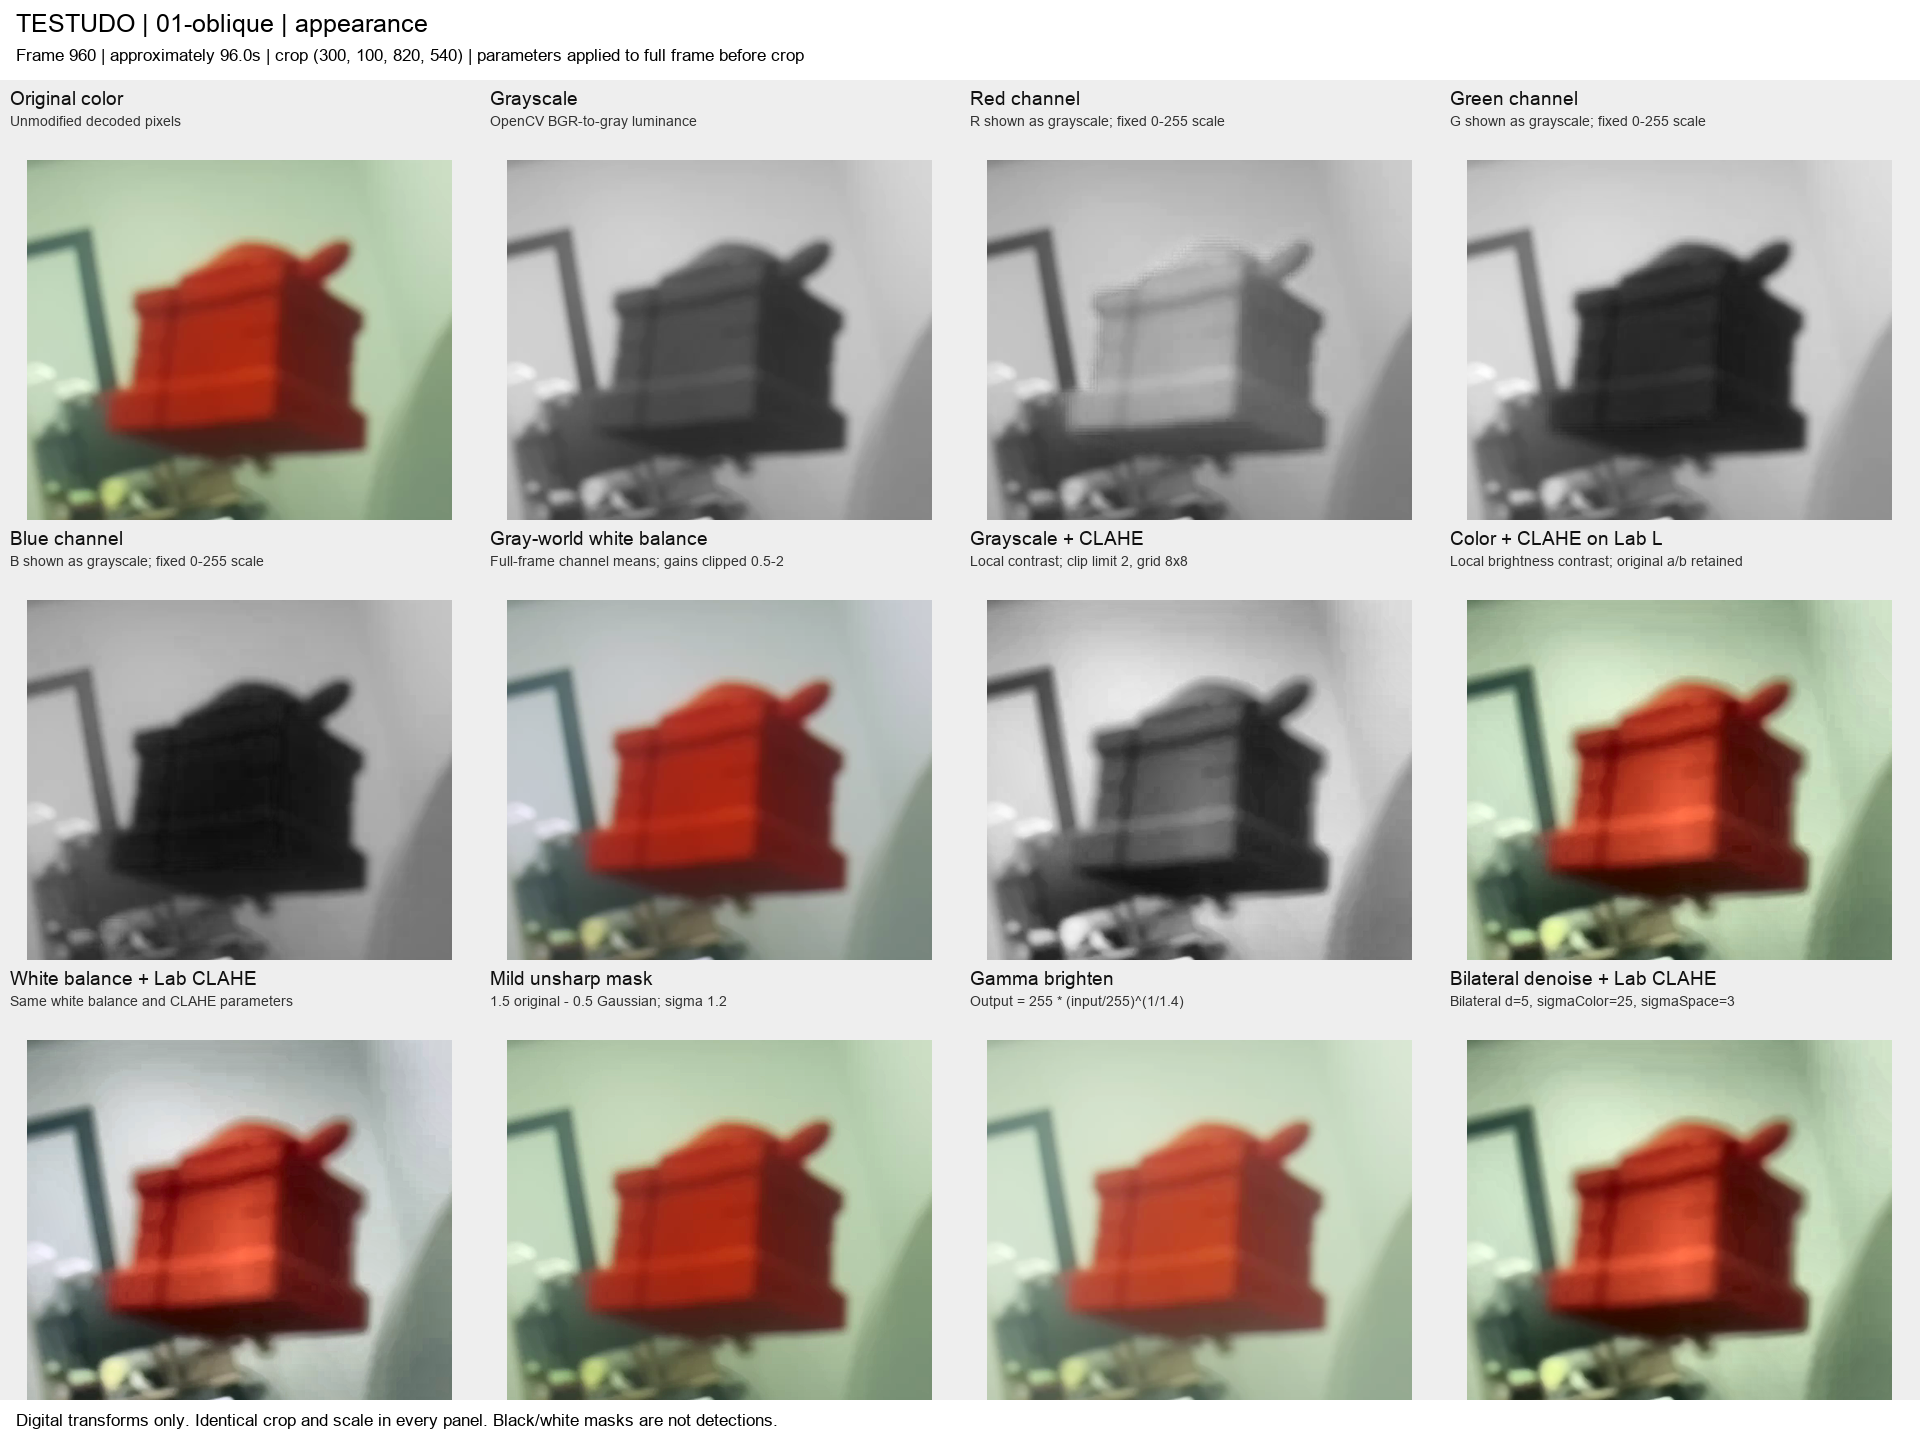 TESTUDO | 01-oblique | appearance
Frame 960 | approximately 96.0s | crop (300, 100, 820, 540) | parameters applied to full frame before crop
Original color
Unmodified decoded pixels
Grayscale
OpenCV BGR-to-gray luminance
Red channel
R shown as grayscale; fixed 0-255 scale
Green channel
G shown as grayscale; fixed 0-255 scale
Blue channel
B shown as grayscale; fixed 0-255 scale
Gray-world white balance
Full-frame channel means; gains clipped 0.5-2
Grayscale + CLAHE
Local contrast; clip limit 2, grid 8x8
Color + CLAHE on Lab L
Local brightness contrast; original a/b retained
White balance + Lab CLAHE
Same white balance and CLAHE parameters
Mild unsharp mask
1.5 original - 0.5 Gaussian; sigma 1.2
Gamma brighten
Output = 255 * (input/255)^(1/1.4)
Bilateral denoise + Lab CLAHE
Bilateral d=5, sigmaColor=25, sigmaSpace=3
Digital transforms only. Identical crop and scale in every panel. Black/white masks are not detections.